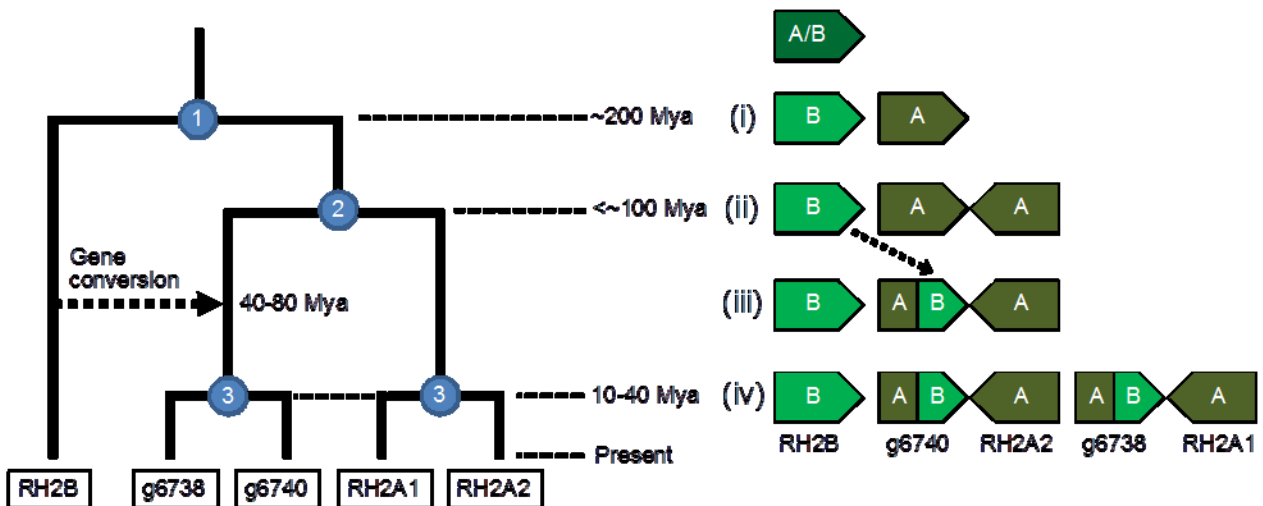 A/B
1
~200 Mya
(i)
B
A
2
<~100 Mya
(ii)
B
A
A
Gene
conversion
40-80 Mya
(iii)
B
A
B
A
3
3
10-40 Mya
(iv)
B
A
B
A
A
B
A
RH2B
g6740
RH2A2
g6738
RH2A1
Present
RH2B
g6738
g6740
RH2A1
RH2A2